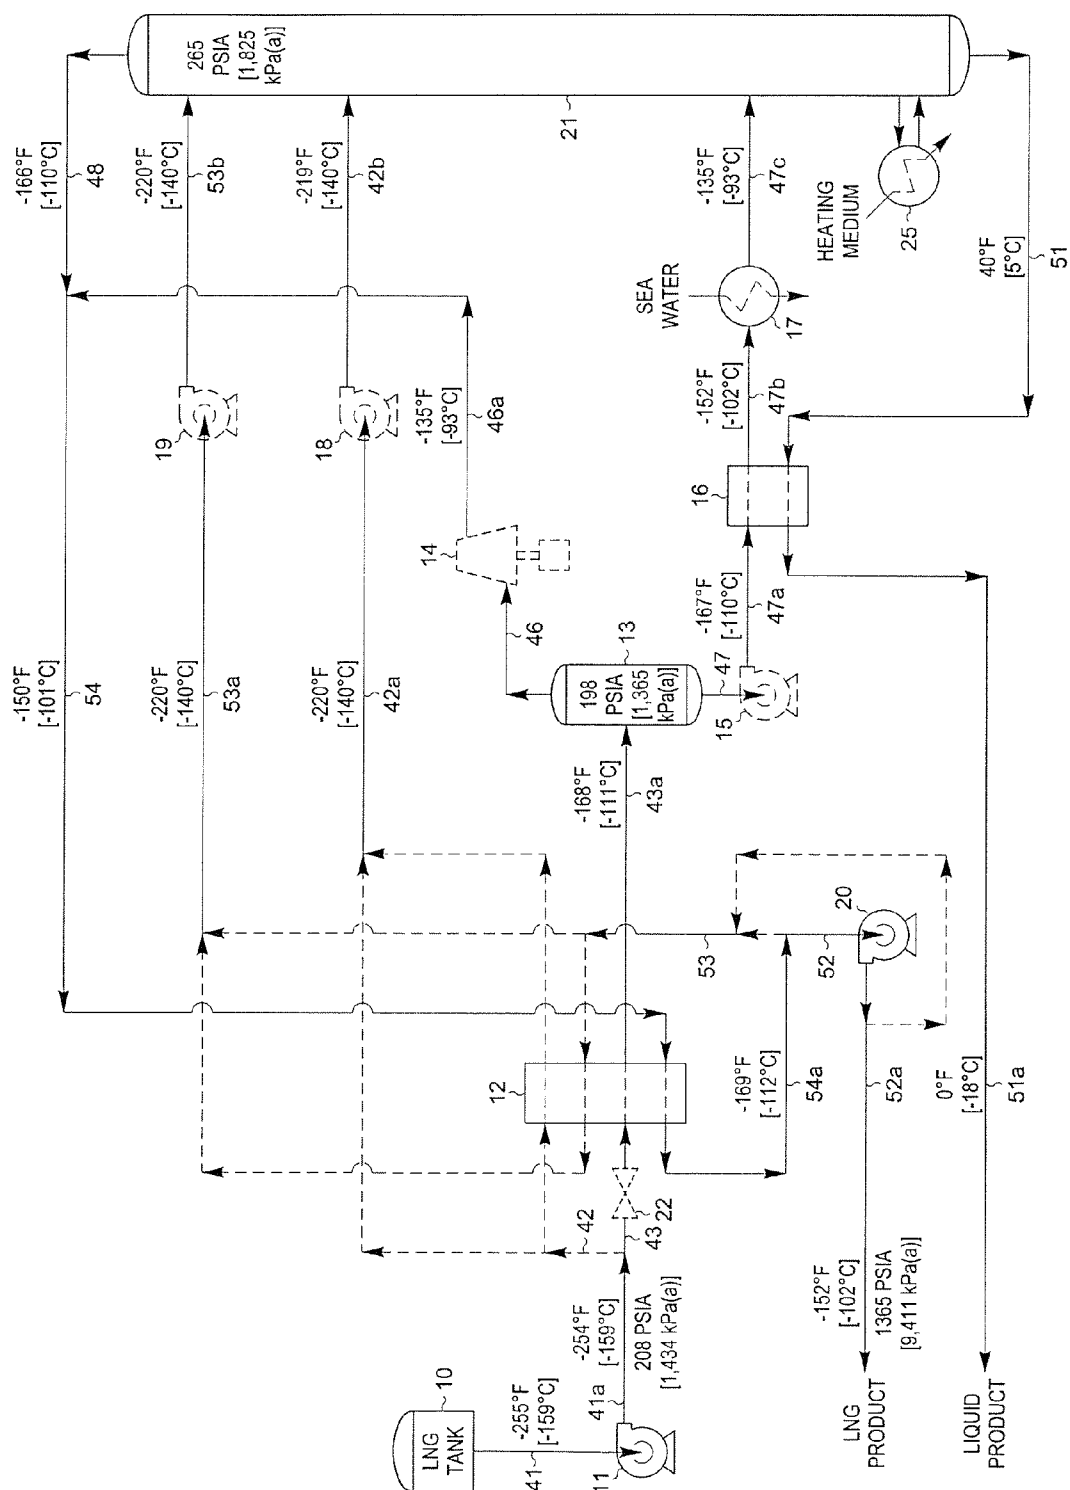 -150°F
[-101°C]
54
-166°F
[-110°C]
48
-220°F
[-140°C]
53a
19
-220°F
[-140°C]
53b
265
PSIA
[1,825
kPa(a)]
-220°F
[-140°C]
42a
18
-219°F
[-140°C]
42b
14
-135°F
[-93°C]
46a
10
LNG
TANK
41
-255°F
[-159°C]
11
12
46
21
-254°F
[-159°C]
41a
208 PSIA
[1,434 kPa(a)]
42
43
22
-168°F
[-111°C]
43a
13
198
PSIA
[1,365
kPa(a)]
47
15
16
SEA
WATER
17
-167°F
[-110°C]
47a
-152°F
[-102°C]
47b
-135°F
[-93°C]
47c
53
-169°F
[-112°C]
54a
52
20
HEATING
MEDIUM
25
-152°F
[-102°C]
52a
1365 PSIA
[9,411 kPa(a)]
LNG
PRODUCT
0°F
[-18°C]
51a
40°F
[5°C]
51
LIQUID
PRODUCT